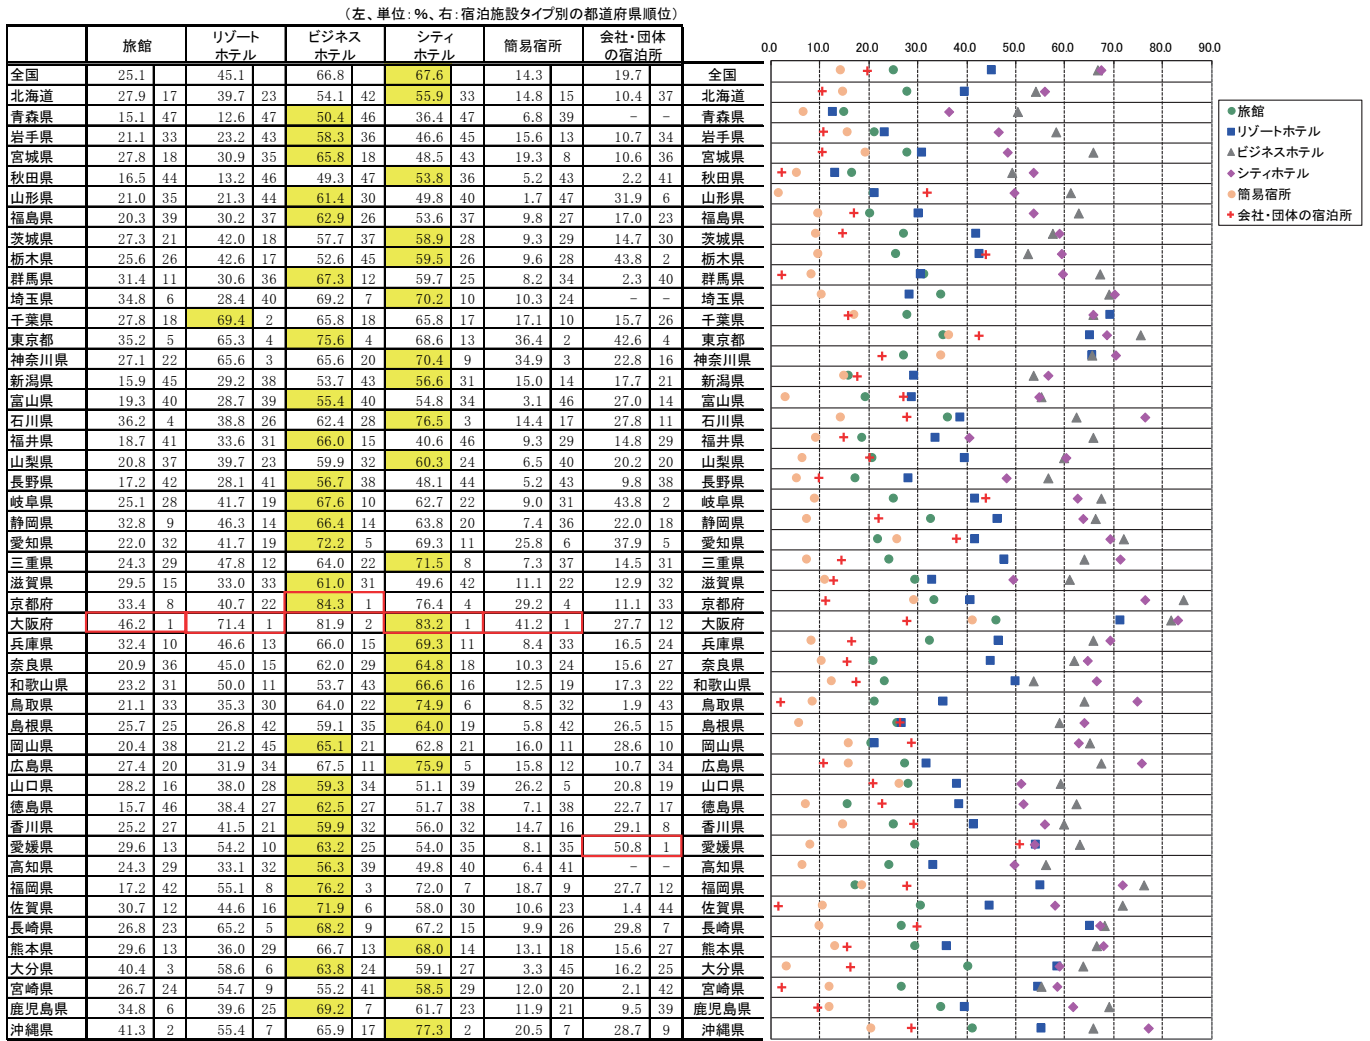 (左、単位:%、右:宿泊施設タイプ別の都道府県順位)
旅館 リゾートホテル ビジネスホテル シティホテル 簡易宿所 会社・団体の宿泊所
0.0 10.0 20.0 30.0 40.0 50.0 60.0 70.0 80.0 90.0
全国 25.1 45.1 66.8 67.6 14.3 19.7 全国
北海道 27.9 17 39.7 23 54.1 42 55.9 33 14.8 15 10.4 37 北海道
青森県 15.1 47 12.6 47 50.4 46 36.4 47 6.8 39 - - 青森県
岩手県 21.1 33 23.2 43 58.3 36 46.6 45 15.6 13 10.7 34 岩手県
宮城県 27.8 18 30.9 35 65.8 18 48.5 43 19.3 8 10.6 36 宮城県
秋田県 16.5 44 13.2 46 49.3 47 53.8 36 5.2 43 2.2 41 秋田県
山形県 21.0 35 21.3 44 61.4 30 49.8 40 1.7 47 31.9 6 山形県
福島県 20.3 39 30.2 37 62.9 26 53.6 37 9.8 27 17.0 23 福島県
茨城県 27.3 21 42.0 18 57.7 37 58.9 28 9.3 29 14.7 30 茨城県
栃木県 25.6 26 42.6 17 52.6 45 59.5 26 9.6 28 43.8 2 栃木県
群馬県 31.4 11 30.6 36 67.3 12 59.7 25 8.2 34 2.3 40 群馬県
埼玉県 34.8 6 28.4 40 69.2 7 70.2 10 10.3 24 - - 埼玉県
千葉県 27.8 18 69.4 2 65.8 18 65.8 17 17.1 10 15.7 26 千葉県
東京都 35.2 5 65.3 4 75.6 4 68.6 13 36.4 2 42.6 4 東京都
神奈川県 27.1 22 65.6 3 65.6 20 70.4 9 34.9 3 22.8 16 神奈川県
新潟県 15.9 45 29.2 38 53.7 43 56.6 31 15.0 14 17.7 21 新潟県
富山県 19.3 40 28.7 39 55.4 40 54.8 34 3.1 46 27.0 14 富山県
石川県 36.2 4 38.8 26 62.4 28 76.5 3 14.4 17 27.8 11 石川県
福井県 18.7 41 33.6 31 66.0 15 40.6 46 9.3 29 14.8 29 福井県
山梨県 20.8 37 39.7 23 59.9 32 60.3 24 6.5 40 20.2 20 山梨県
長野県 17.2 42 28.1 41 56.7 38 48.1 44 5.2 43 9.8 38 長野県
岐阜県 25.1 28 41.7 19 67.6 10 62.7 22 9.0 31 43.8 2 岐阜県
静岡県 32.8 9 46.3 14 66.4 14 63.8 20 7.4 36 22.0 18 静岡県
愛知県 22.0 32 41.7 19 72.2 5 69.3 11 25.8 6 37.9 5 愛知県
三重県 24.3 29 47.8 12 64.0 22 71.5 8 7.3 37 14.5 31 三重県
滋賀県 29.5 15 33.0 33 61.0 31 49.6 42 11.1 22 12.9 32 滋賀県
京都府 33.4 8 40.7 22 84.3 1 76.4 4 29.2 4 11.1 33 京都府
大阪府 46.2 1 71.4 1 81.9 2 83.2 1 41.2 1 27.7 12 大阪府
兵庫県 32.4 10 46.6 13 66.0 15 69.3 11 8.4 33 16.5 24 兵庫県
奈良県 20.9 36 45.0 15 62.0 29 64.8 18 10.3 24 15.6 27 奈良県
和歌山県 23.2 31 50.0 11 53.7 43 66.6 16 12.5 19 17.3 22 和歌山県
鳥取県 21.1 33 35.3 30 64.0 22 74.9 6 8.5 32 1.9 43 鳥取県
島根県 25.7 25 26.8 42 59.1 35 64.0 19 5.8 42 26.5 15 島根県
岡山県 20.4 38 21.2 45 65.1 21 62.8 21 16.0 11 28.6 10 岡山県
広島県 27.4 20 31.9 34 67.5 11 75.9 5 15.8 12 10.7 34 広島県
山口県 28.2 16 38.0 28 59.3 34 51.1 39 26.2 5 20.8 19 山口県
徳島県 15.7 46 38.4 27 62.5 27 51.7 38 7.1 38 22.7 17 徳島県
香川県 25.2 27 41.5 21 59.9 32 56.0 32 14.7 16 29.1 8 香川県
愛媛県 29.6 13 54.2 10 63.2 25 54.0 35 8.1 35 50.8 1 愛媛県
高知県 24.3 29 33.1 32 56.3 39 49.8 40 6.4 41 - - 高知県
福岡県 17.2 42 55.1 8 76.2 3 72.0 7 18.7 9 27.7 12 福岡県
佐賀県 30.7 12 44.6 16 71.9 6 58.0 30 10.6 23 1.4 44 佐賀県
長崎県 26.8 23 65.2 5 68.2 9 67.2 15 9.9 26 29.8 7 長崎県
熊本県 29.6 13 36.0 29 66.7 13 68.0 14 13.1 18 15.6 27 熊本県
大分県 40.4 3 58.6 6 63.8 24 59.1 27 3.3 45 16.2 25 大分県
宮崎県 26.7 24 54.7 9 55.2 41 58.5 29 12.0 20 2.1 42 宮崎県
鹿児島県 34.8 6 39.6 25 69.2 7 61.7 23 11.9 21 9.5 39 鹿児島県
沖縄県 41.3 2 55.4 7 65.9 17 77.3 2 20.5 7 28.7 9 沖縄県
旅館
リゾートホテル
ビジネスホテル
シティホテル
簡易宿所
会社・団体の宿泊所